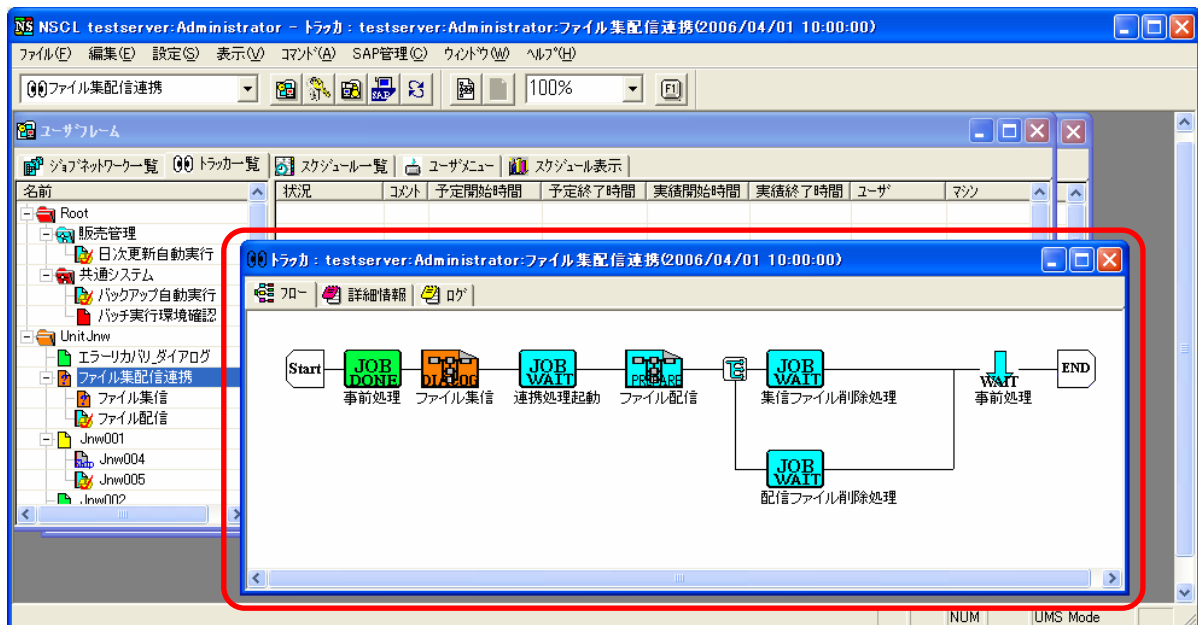 NS NSCL testserver:Administrator - トラッカ : testserver:Administrator:ファイル集配信連携(2006/04/01 10:00:00)
ファイル(F) 編集(E) 設定(S) 表示(V) コマンド(A) SAP管理(C) ウィンドウ(W) ヘルプ(H)
ファイル集配信連携 SAP 100% F1
ユーザフレーム
ジョブネットワーク一覧 トラッカ一覧 スケジュール一覧 ユーザメニュー スケジュール表示
名前 状況 コメント 予定開始時間 予定終了時間 実績開始時間 実績終了時間 ユーザ マシン
Root
販売管理
日次更新自動実行
共通システム
バックアップ自動実行
バッチ実行環境確認
UnitJnw
エラーリカバリ_ダイアログ
ファイル集配信連携
ファイル集信
ファイル配信
Jnw001
Jnw004
Jnw005
Jnw002
トラッカ : testserver:Administrator:ファイル集配信連携(2006/04/01 10:00:00)
フロー 詳細情報 ログ
Start JOB DONE DIALOG JOB WAIT PREPARE JOB WAIT WAIT END
事前処理 ファイル集信 連携処理起動 ファイル配信 集信ファイル削除処理 事前処理
JOB WAIT
配信ファイル削除処理
NUM UMS Mode